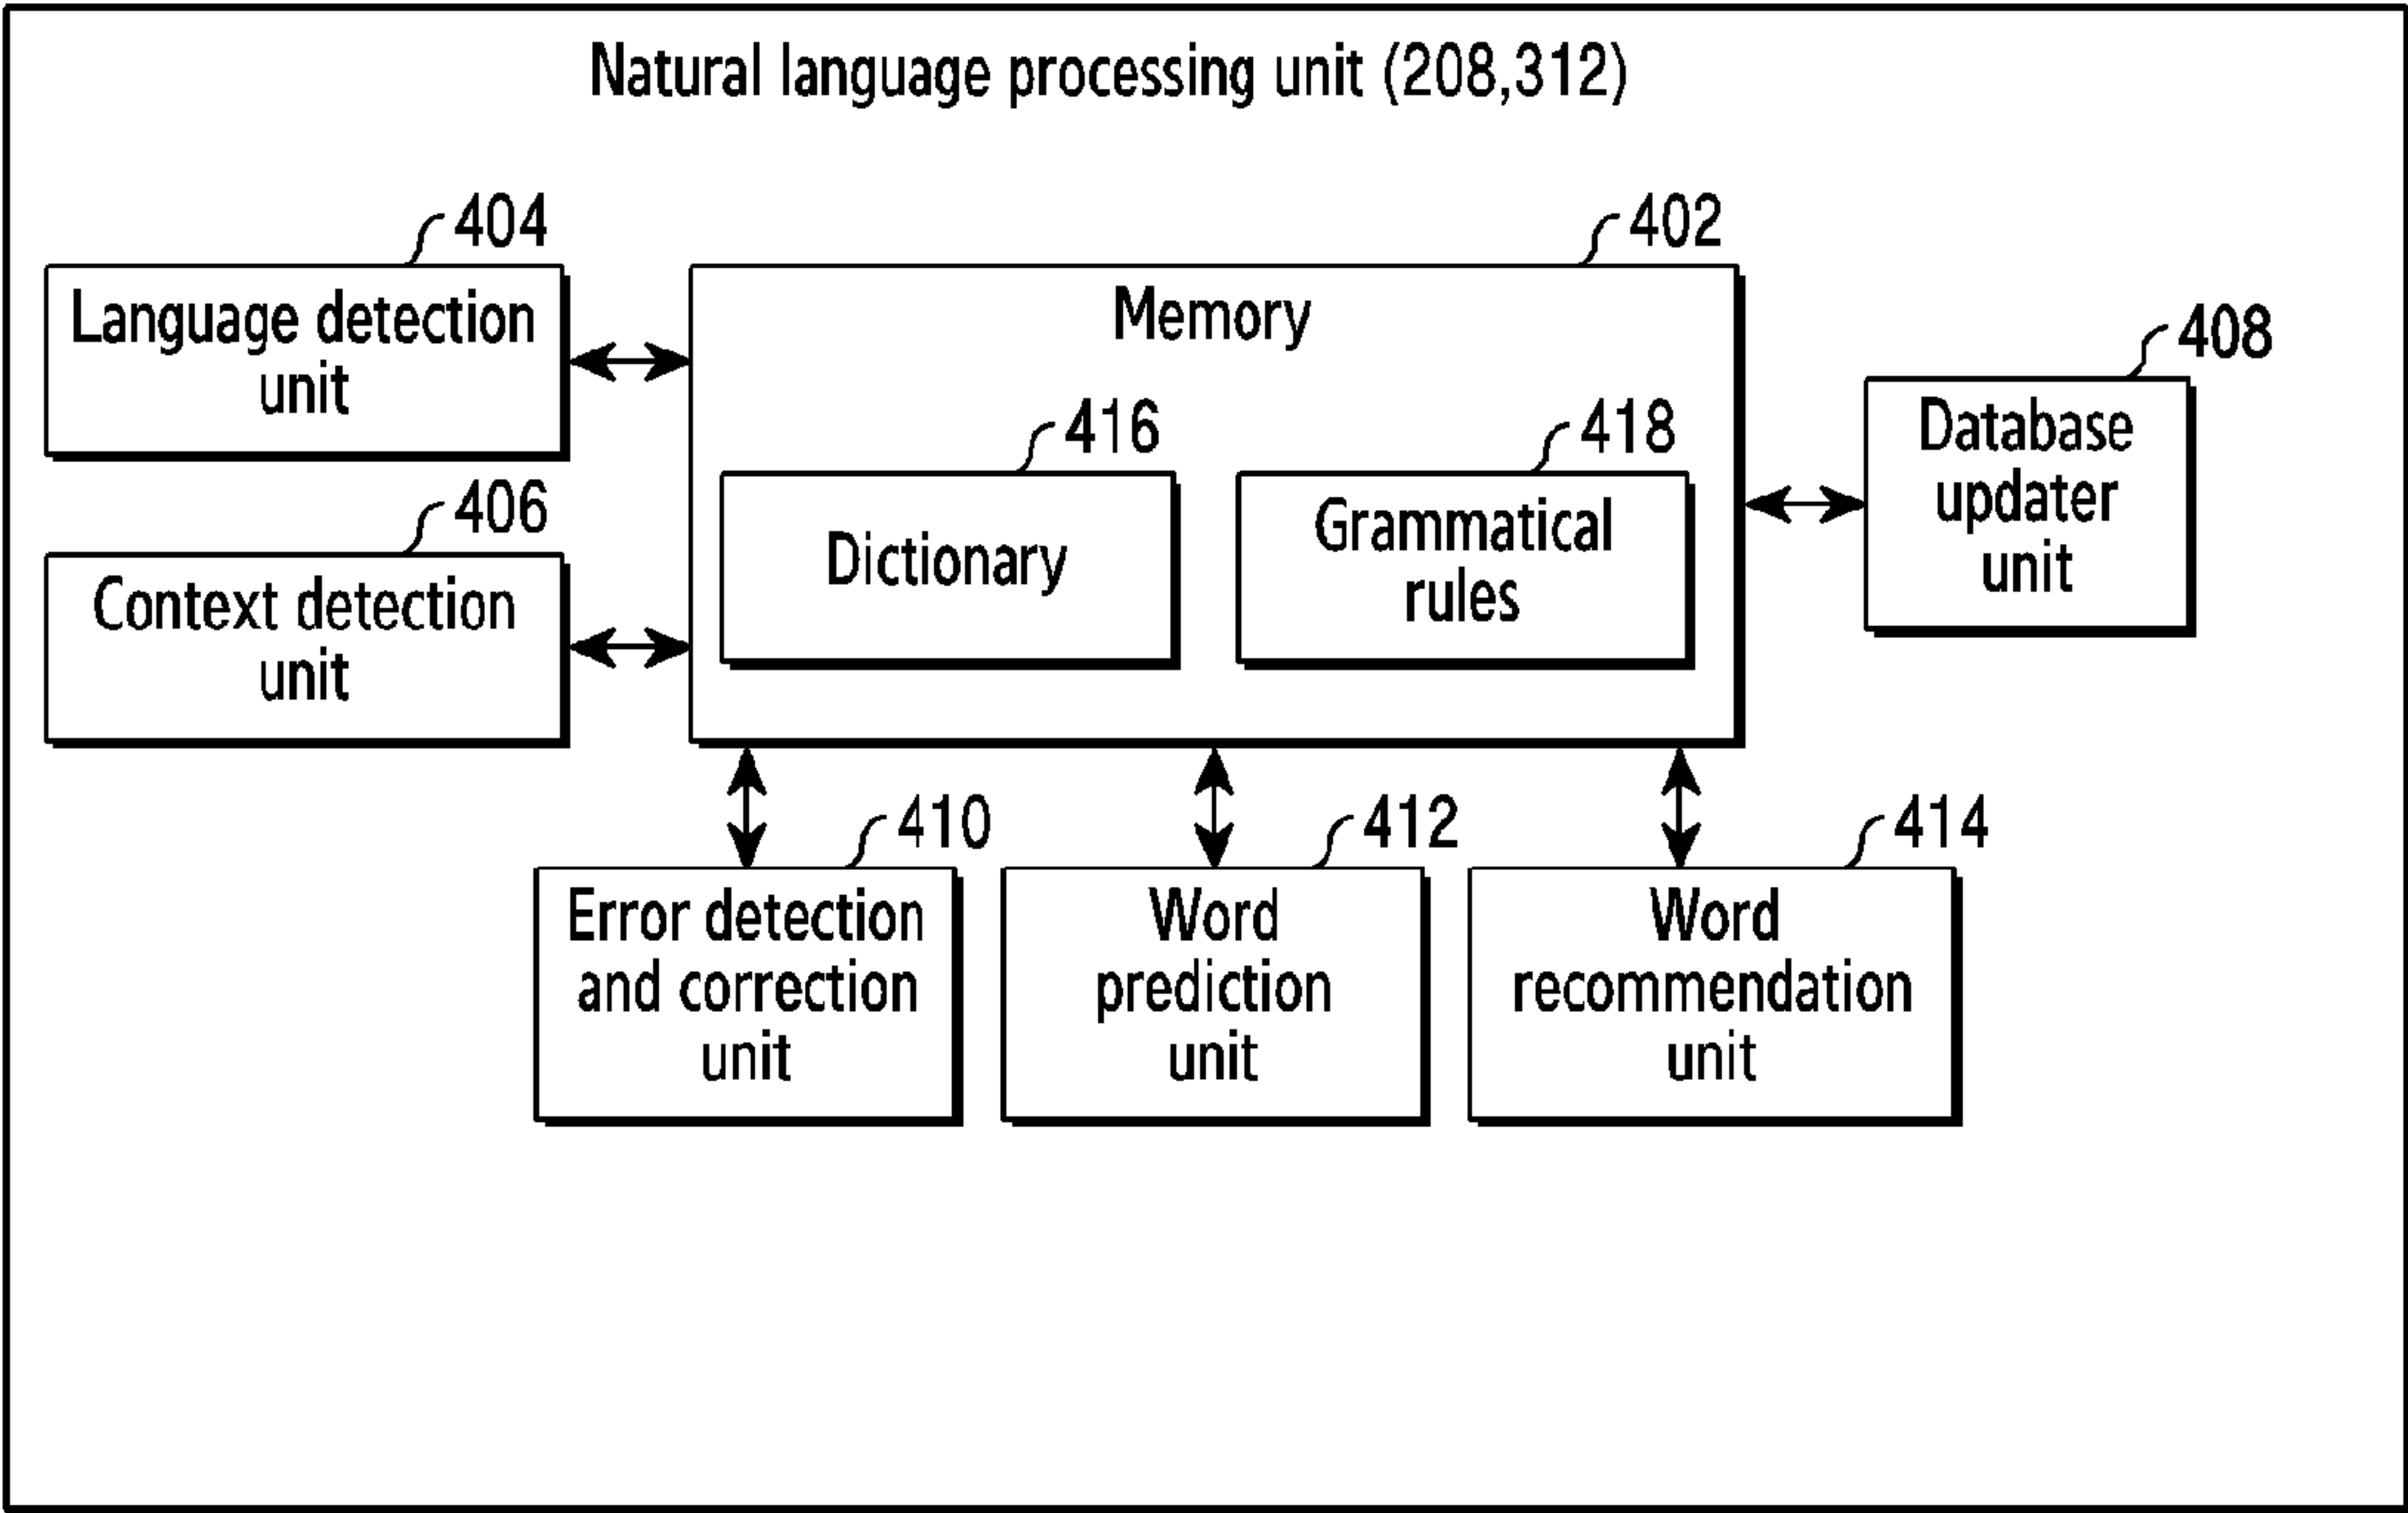 Natural language processing unit (208,312)
404
Language detection
unit
402
Memory
408
Database
updater
unit
416
Dictionary
418
Grammatical
rules
406
Context detection
unit
410
Error detection
and correction
unit
412
Word
prediction
unit
414
Word
recommendation
unit